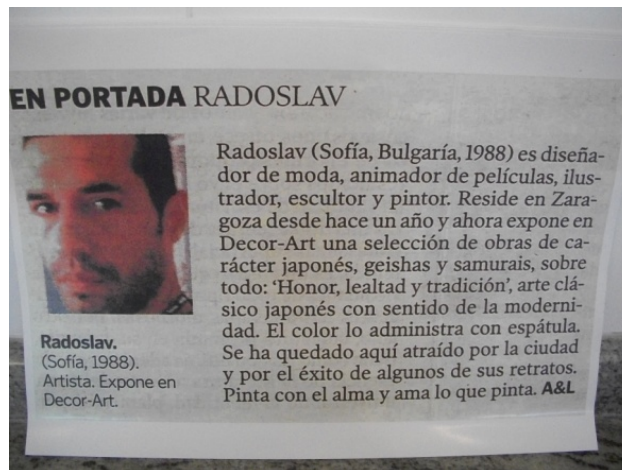 EN PORTADA RADOSLAV
Radoslav (Sofía, Bulgaría, 1988) es diseña-
dor de moda, animador de películas, ilus-
trador, escultor y pintor. Reside en Zara-
goza desde hace un año y ahora expone en
Decor-Art una selección de obras de ca-
rácter japonés, geishas y samurais, sobre
todo: ‘Honor, lealtad y tradición’, arte clá-
sico japonés con sentido de la moderni-
dad. El color lo administra con espátula.
Se ha quedado aquí atraído por la ciudad
y por el éxito de algunos de sus retratos.
Pinta con el alma y ama lo que pinta. A&L
Radoslav.
(Sofía, 1988).
Artista. Expone en
Decor-Art.